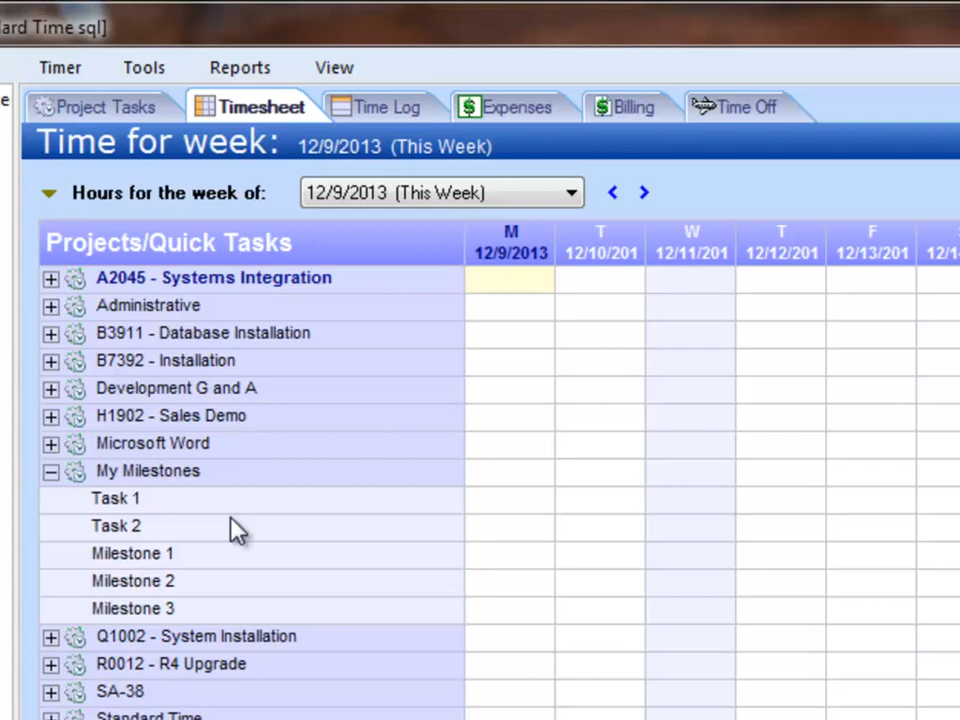 ard Time sql]
Timer Tools Reports View
e
Project Tasks Timesheet Time Log Expenses Billing Time Off
Time for week: 12/9/2013 (This Week)
Hours for the week of: 12/9/2013 (This Week) < >
Projects/Quick Tasks M T W T F
12/9/2013 12/10/201 12/11/201 12/12/201 12/13/201 12/14
A2045 - Systems Integration
Administrative
B3911 - Database Installation
B7392 - Installation
Development G and A
H1902 - Sales Demo
Microsoft Word
My Milestones
Task 1
Task 2
Milestone 1
Milestone 2
Milestone 3
Q1002 - System Installation
R0012 - R4 Upgrade
SA-38
Standard Time